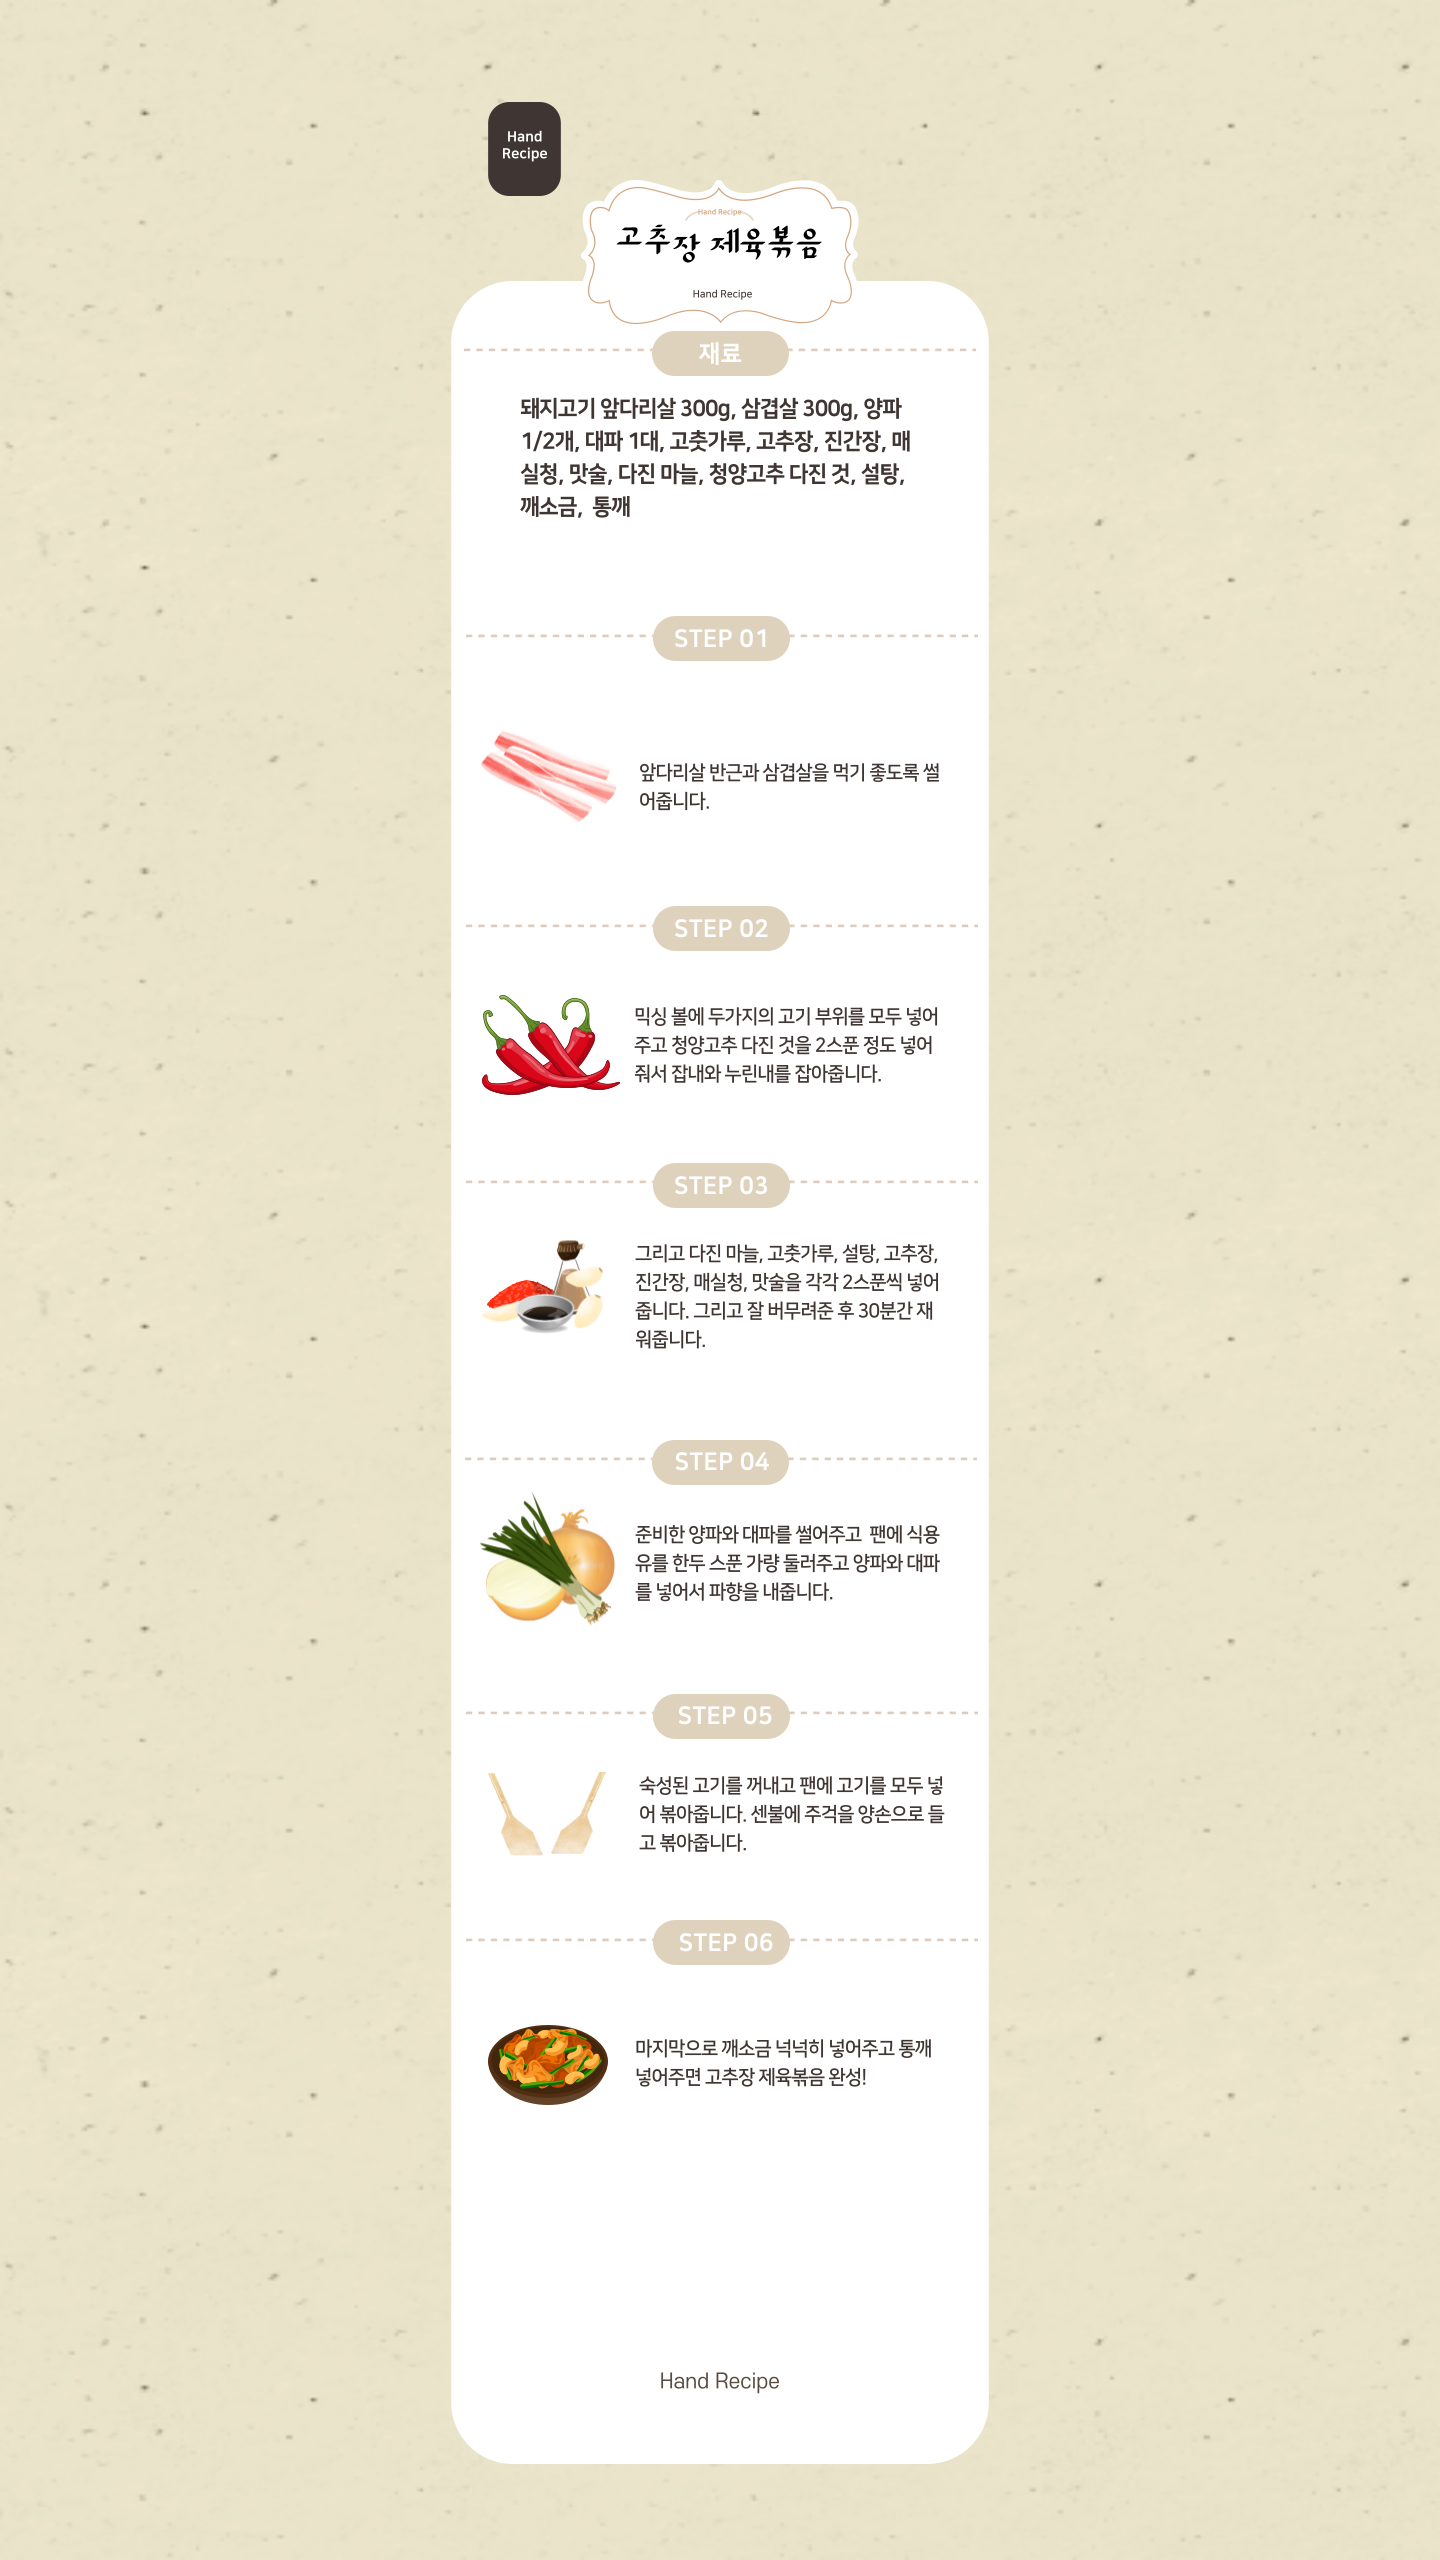 Hand
Recipe
Hand Recipe
고추장 제육볶음
Hand Recipe
재료
돼지고기 앞다리살 300g, 삼겹살 300g, 양파
1/2개, 대파 1대, 고춧가루, 고추장, 진간장, 매
실청, 맛술, 다진 마늘, 청양고추 다진 것, 설탕,
깨소금,  통깨
STEP 01
앞다리살 반근과 삼겹살을 먹기 좋도록 썰
어줍니다.
STEP 02
믹싱 볼에 두가지의 고기 부위를 모두 넣어
주고 청양고추 다진 것을 2스푼 정도 넣어
줘서 잡내와 누린내를 잡아줍니다.
STEP 03
그리고 다진 마늘, 고춧가루, 설탕, 고추장,
진간장, 매실청, 맛술을 각각 2스푼씩 넣어
줍니다. 그리고 잘 버무려준 후 30분간 재
워줍니다.
STEP 04
준비한 양파와 대파를 썰어주고  팬에 식용
유를 한두 스푼 가량 둘러주고 양파와 대파
를 넣어서 파향을 내줍니다.
STEP 05
숙성된 고기를 꺼내고 팬에 고기를 모두 넣
어 볶아줍니다. 센불에 주걱을 양손으로 들
고 볶아줍니다.
STEP 06
마지막으로 깨소금 넉넉히 넣어주고 통깨
넣어주면 고추장 제육볶음 완성!
Hand Recipe